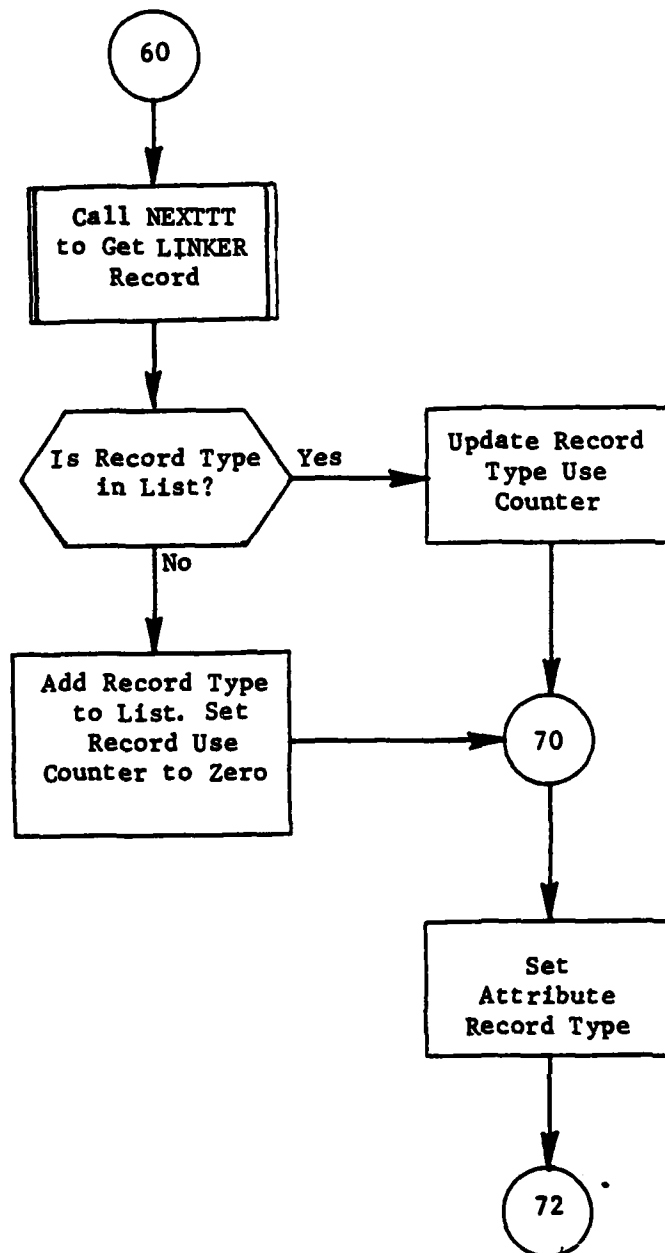 60
Call NEXTTT
to Get LINKER
Record
Is Record Type
in List?
Yes
Update Record
Type Use
Counter
No
Add Record Type
to List. Set
Record Use
Counter to Zero
70
Set
Attribute
Record Type
72